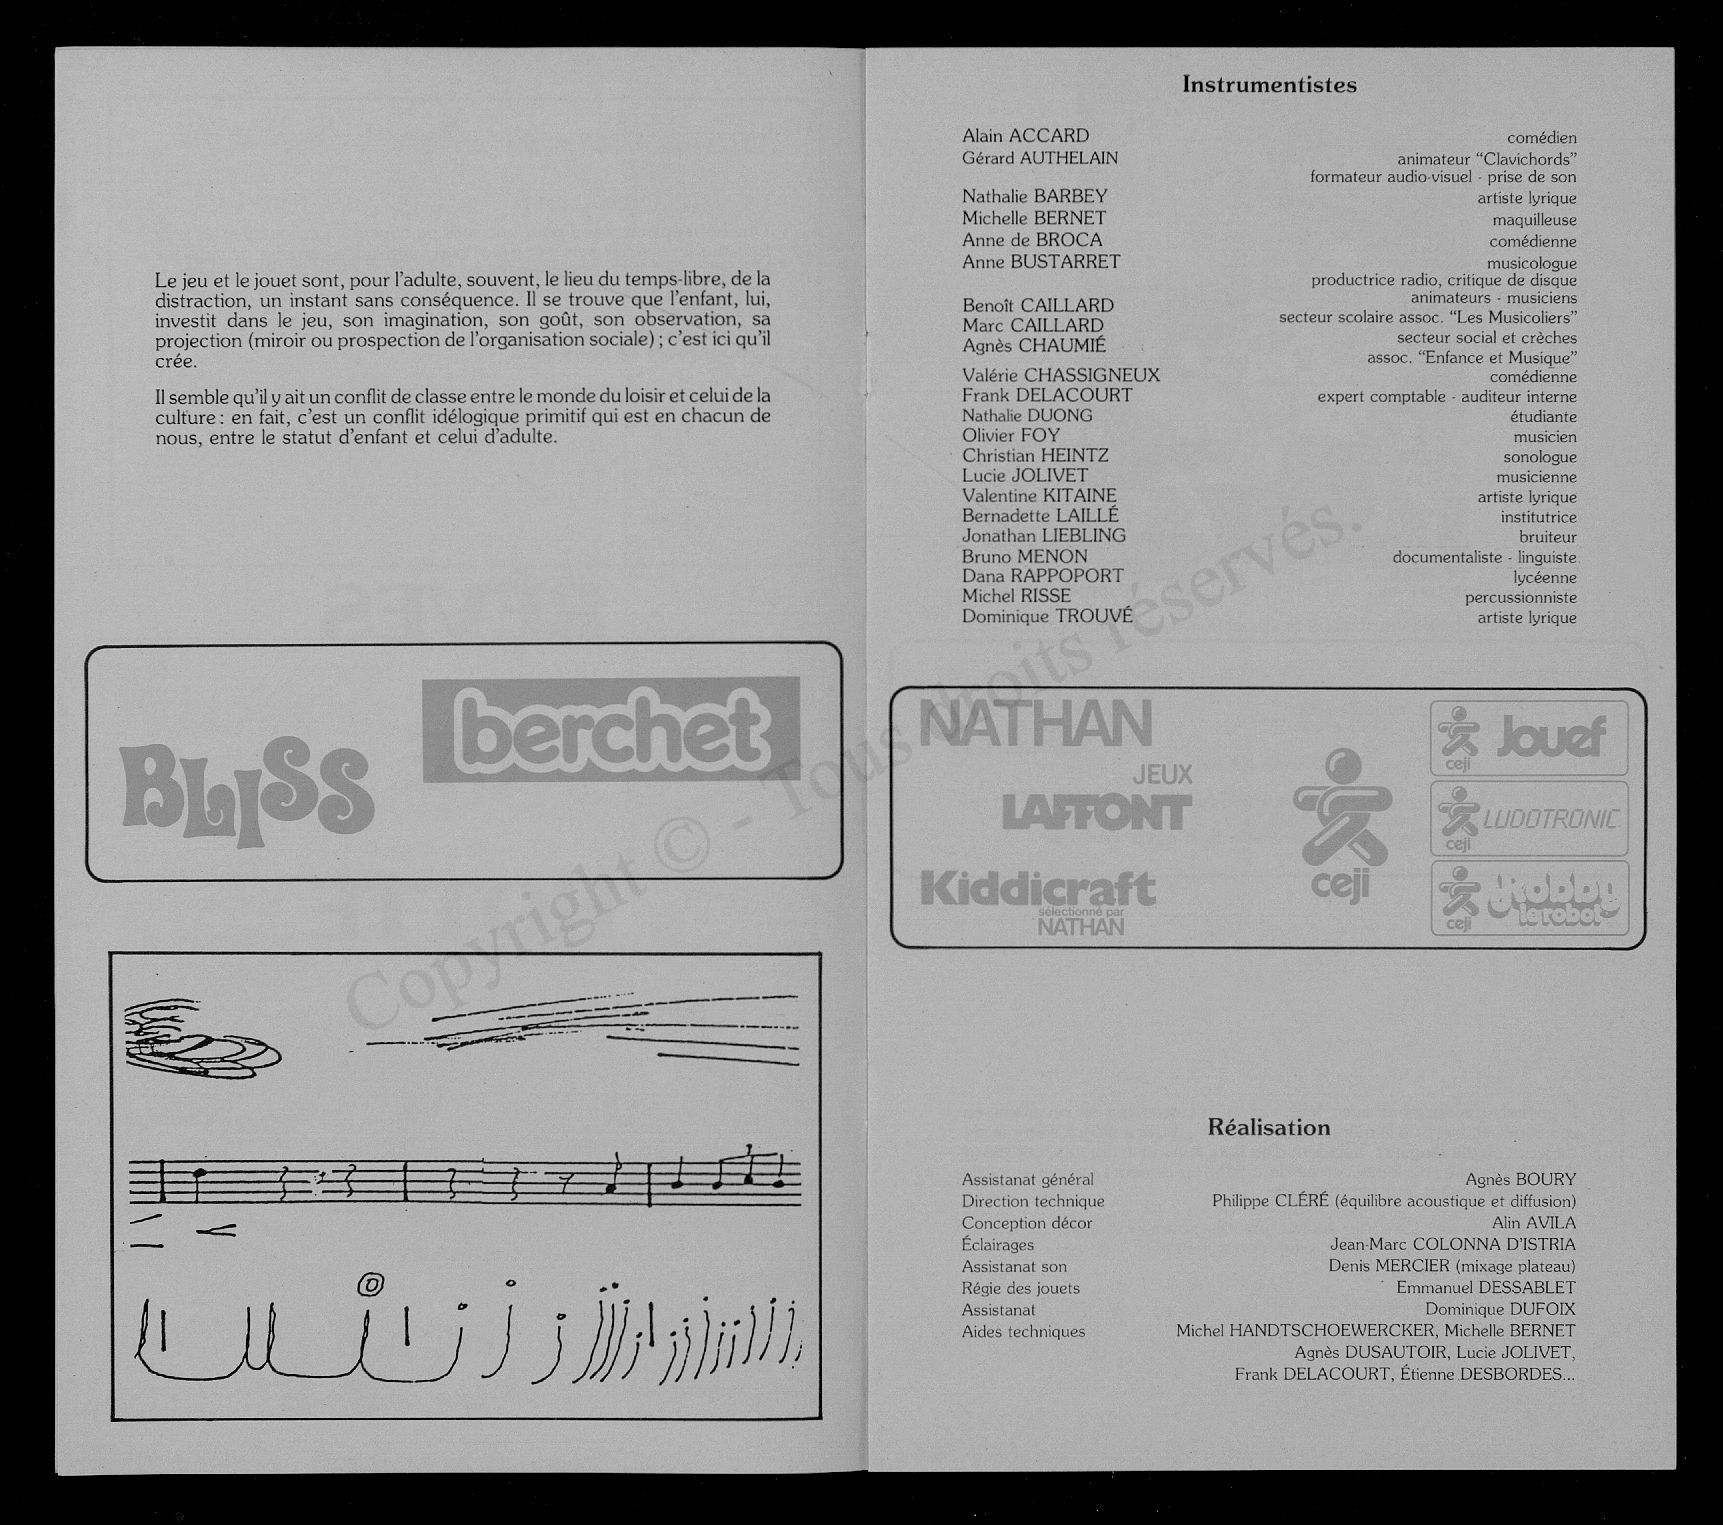 Le jeu et le jouet sont, pour l'adulte, souvent, le lieu du temps-libre, de la
distraction, un instant sans conséquence. Il se trouve que l'enfant, lui,
investit dans le jeu, son imagination, son goût, son observation, sa
projection (miroir ou prospection de l'organisation sociale) ; c'est ici qu'il
crée.
Il semble qu'il y ait un conflit de classe entre le monde du loisir et celui de la
culture : en fait, c'est un conflit idélogique primitif qui est en chacun de
nous, entre le statut d'enfant et celui d'adulte.
BLISS
berchet
Instrumentistes
Alain ACCARD comédien
Gérard AUTHELAIN animateur “Clavichords”
formateur audio-visuel - prise de son
Nathalie BARBEY artiste lyrique
Michelle BERNET maquilleuse
Anne de BROCA comédienne
Anne BUSTARRET musicologue
productrice radio, critique de disque
animateurs - musiciens
Benoît CAILLARD
Marc CAILLARD secteur scolaire assoc. “Les Musicoliers”
Agnès CHAUMIÉ secteur social et crèches
assoc. “Enfance et Musique”
Valérie CHASSIGNEUX comédienne
Frank DELACOURT expert comptable - auditeur interne
Nathalie DUONG étudiante
Olivier FOY musicien
Christian HEINTZ sonologue
Lucie JOLIVET musicienne
Valentine KITAINE artiste lyrique
Bernadette LAILLÉ institutrice
Jonathan LIEBLING bruiteur
Bruno MENON documentaliste - linguiste
Dana RAPPOPORT lycéenne
Michel RISSE percussionniste
Dominique TROUVÉ artiste lyrique
NATHAN
JEUX
LAFFONT
Kiddicraft
sélectionné par
NATHAN
ceji
ceji Jouef
ceji LUDOTRONIC
ceji Robby
le robot
Réalisation
Assistanat général Agnès BOURY
Direction technique Philippe CLÉRÉ (équilibre acoustique et diffusion)
Conception décor Alin AVILA
Éclairages Jean-Marc COLONNA D'ISTRIA
Assistanat son Denis MERCIER (mixage plateau)
Régie des jouets Emmanuel DESSABLET
Assistanat Dominique DUFOIX
Aides techniques Michel HANDTSCHOEWERCKER, Michelle BERNET
Agnès DUSAUTOIR, Lucie JOLIVET,
Frank DELACOURT, Étienne DESBORDES...
Copyright © - Tous droits réservés.